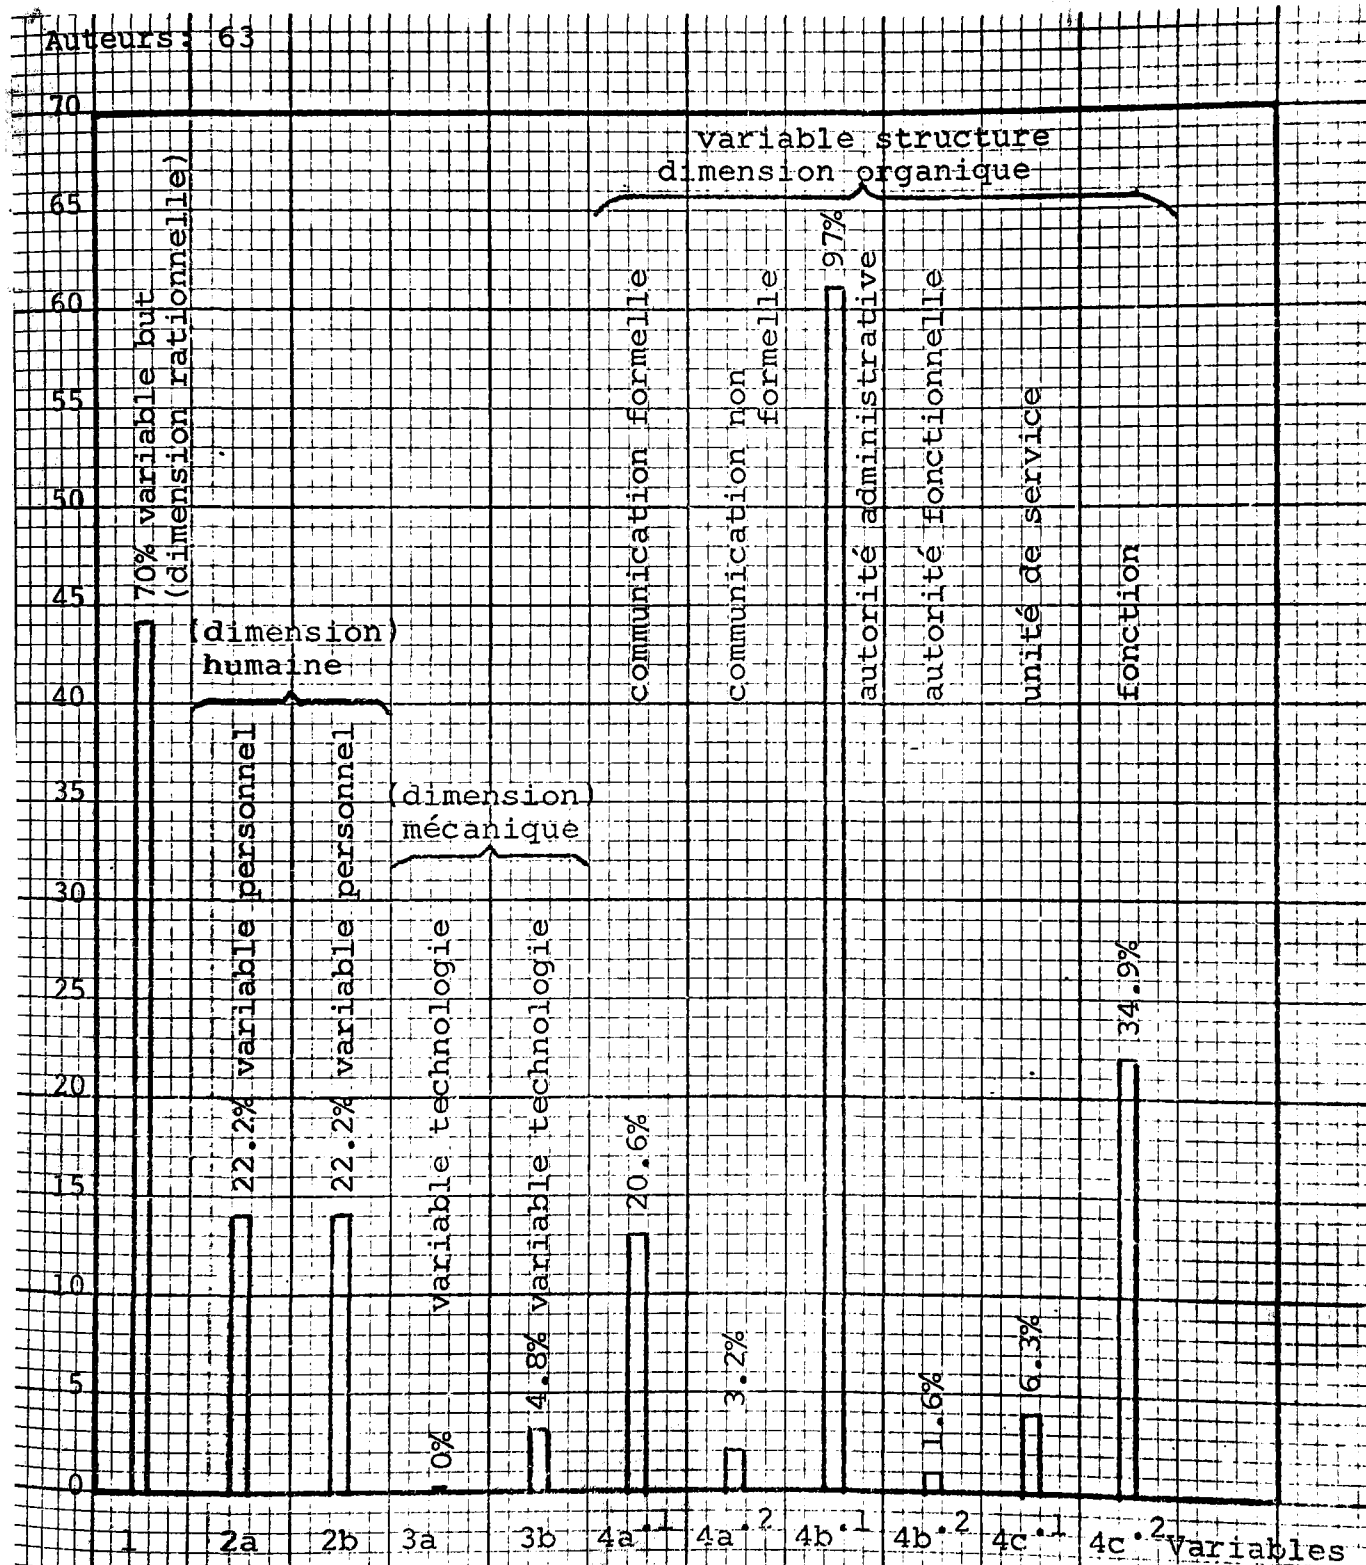 Auteurs: 63
70
65
60
55
50
45
40
35
30
25
20
15
10
5
0
variable structure
dimension organique
70% variable but
(dimension rationnelle)
(dimension)
humaine
22.2% variable personnel
22.2% variable personnel
(dimension)
mécanique
0% variable technologie
4.8% variable technologie
20.6% communication formelle
3.2% communication non
formelle
97%
autorité administrative
1.6% autorité fonctionnelle
6.3% unité de service
34.9% fonction
1 2a 2b 3a 3b 4a.1 4a.2 4b.1 4b.2 4c.1 4c.2 Variables